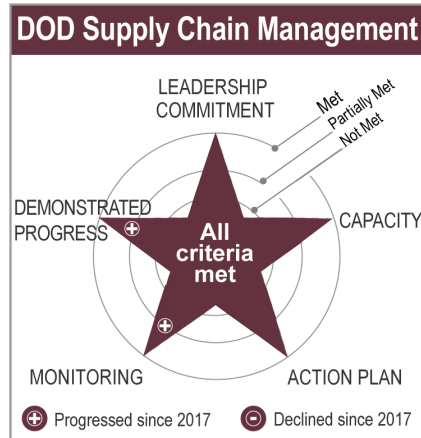 DOD Supply Chain Management
LEADERSHIP
COMMITMENT
Met
Partially Met
Not Met
DEMONSTRATED
PROGRESS
CAPACITY
All
criteria
met
MONITORING
ACTION PLAN
Progressed since 2017
Declined since 2017